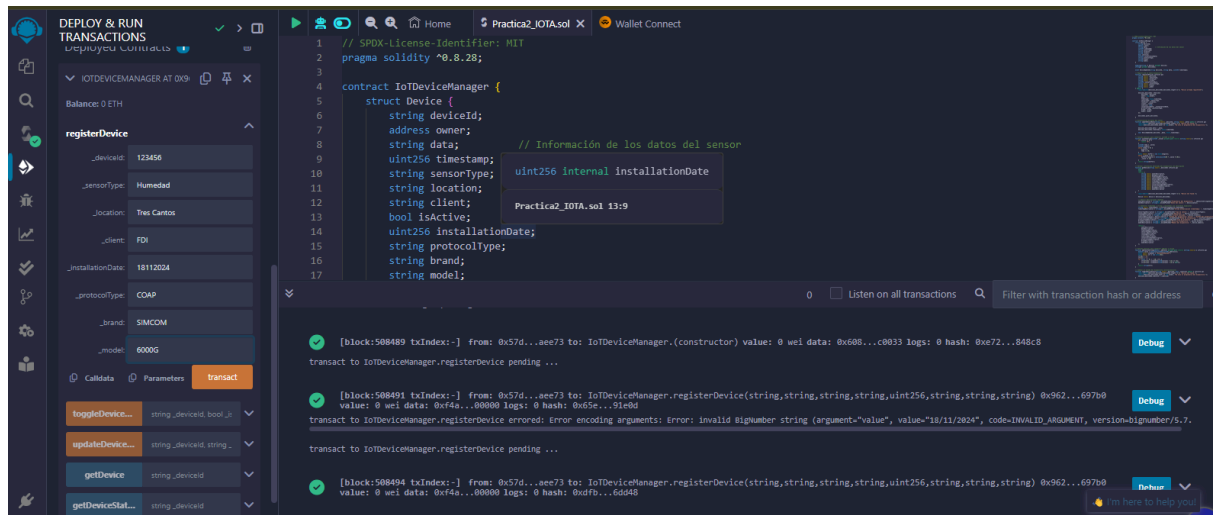 DEPLOY & RUN
TRANSACTIONS
Deployed Contracts 1
IOTDEVICEMANAGER AT 0X9
Balance: 0 ETH
registerDevice
_deviceId: 123456
_sensorType: Humedad
_location: Tres Cantos
_client: FDI
_installationDate: 18112024
_protocolType: COAP
_brand: SIMCOM
_model: 6000G
Calldata Parameters transact
toggleDevice... string _deviceId, bool _is
updateDevice... string _deviceId, string _
getDevice string _deviceId
getDeviceStat... string _deviceId
Home Practica2_IOTA.sol Wallet Connect
1 // SPDX-License-Identifier: MIT
2 pragma solidity ^0.8.28;
3
4 contract IoTDeviceManager {
5 struct Device {
6 string deviceId;
7 address owner;
8 string data; // Información de los datos del sensor
9 uint256 timestamp;
10 string sensorType;
11 string location;
12 string client;
13 bool isActive;
14 uint256 installationDate;
15 string protocolType;
16 string brand;
17 string model;
uint256 internal installationDate
Practica2_IOTA.sol 13:9
0 Listen on all transactions Filter with transaction hash or address
[block:508489 txIndex:-] from: 0x57d...aee73 to: IoTDeviceManager.(constructor) value: 0 wei data: 0x608...c0033 logs: 0 hash: 0xe72...848c8
Debug
transact to IoTDeviceManager.registerDevice pending ...
[block:508491 txIndex:-] from: 0x57d...aee73 to: IoTDeviceManager.registerDevice(string,string,string,string,uint256,string,string,string) 0x962...697b0
value: 0 wei data: 0xf4a...00000 logs: 0 hash: 0x65e...91e0d
Debug
transact to IoTDeviceManager.registerDevice errored: Error encoding arguments: Error: invalid BigNumber string (argument="value", value="18/11/2024", code=INVALID_ARGUMENT, version=bignumber/5.7.
transact to IoTDeviceManager.registerDevice pending ...
[block:508494 txIndex:-] from: 0x57d...aee73 to: IoTDeviceManager.registerDevice(string,string,string,string,uint256,string,string,string) 0x962...697b0
value: 0 wei data: 0xf4a...00000 logs: 0 hash: 0xdfb...6dd48
Debug
I'm here to help you!